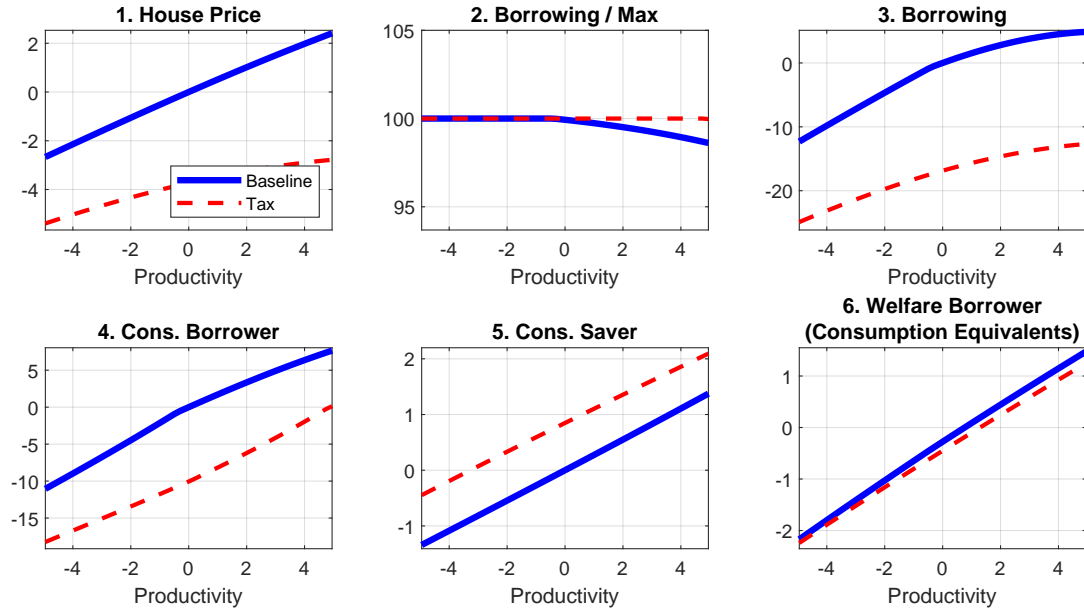 1. House Price
2
0
-2
-4
-4 -2 0 2 4
Productivity
Baseline
Tax
2. Borrowing / Max
105
100
95
-4 -2 0 2 4
Productivity
3. Borrowing
0
-10
-20
-4 -2 0 2 4
Productivity
4. Cons. Borrower
5
0
-5
-10
-15
-4 -2 0 2 4
Productivity
5. Cons. Saver
2
1
0
-1
-4 -2 0 2 4
Productivity
6. Welfare Borrower
(Consumption Equivalents)
1
0
-1
-2
-4 -2 0 2 4
Productivity